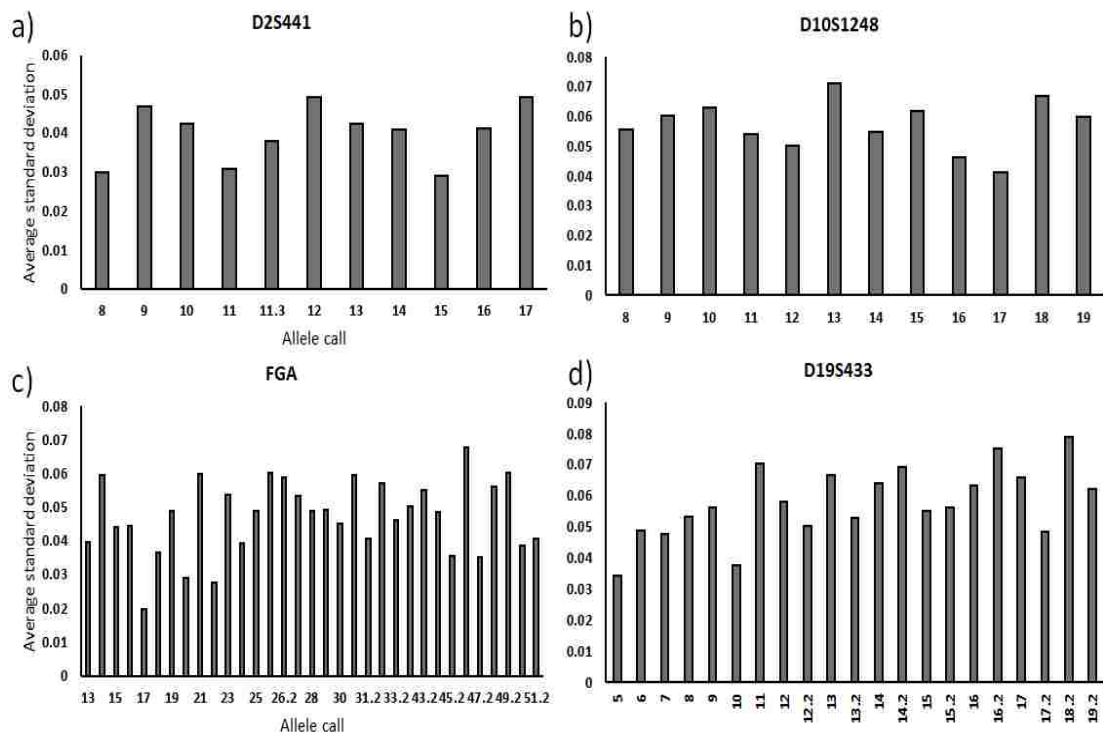 a)
D2S441
Average standard deviation
0.06
0.05
0.04
0.03
0.02
0.01
0
8 9 10 11 11.3 12 13 14 15 16 17
Allele call
b)
D10S1248
0.08
0.07
0.06
0.05
0.04
0.03
0.02
0.01
0
8 9 10 11 12 13 14 15 16 17 18 19
c)
FGA
Average standard deviation
0.08
0.07
0.06
0.05
0.04
0.03
0.02
0.01
0
13 15 17 19 21 23 25 26.2 28 30 31.2 33.2 43.2 45.2 47.2 49.2 51.2
Allele call
d)
D19S433
0.09
0.08
0.07
0.06
0.05
0.04
0.03
0.02
0.01
0
5 6 7 8 9 10 11 12 12.2 13 13.2 14 14.2 15 15.2 16 16.2 17 17.2 18.2 19.2